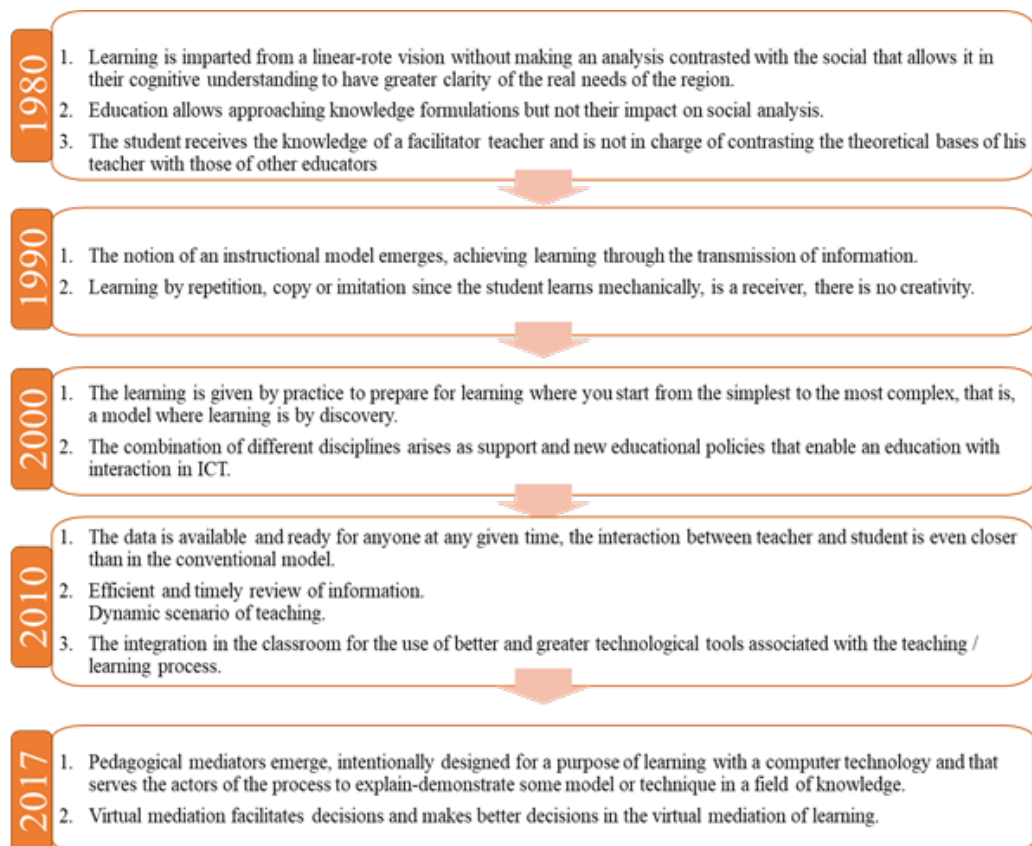 1980
1. Learning is imparted from a linear-rote vision without making an analysis contrasted with the social that allows it in
their cognitive understanding to have greater clarity of the real needs of the region.
2. Education allows approaching knowledge formulations but not their impact on social analysis.
3. The student receives the knowledge of a facilitator teacher and is not in charge of contrasting the theoretical bases of his
teacher with those of other educators
1990
1. The notion of an instructional model emerges, achieving learning through the transmission of information.
2. Learning by repetition, copy or imitation since the student learns mechanically, is a receiver, there is no creativity.
2000
1. The learning is given by practice to prepare for learning where you start from the simplest to the most complex, that is,
a model where learning is by discovery.
2. The combination of different disciplines arises as support and new educational policies that enable an education with
interaction in ICT.
2010
1. The data is available and ready for anyone at any given time, the interaction between teacher and student is even closer
than in the conventional model.
2. Efficient and timely review of information.
Dynamic scenario of teaching.
3. The integration in the classroom for the use of better and greater technological tools associated with the teaching /
learning process.
2017
1. Pedagogical mediators emerge, intentionally designed for a purpose of learning with a computer technology and that
serves the actors of the process to explain-demonstrate some model or technique in a field of knowledge.
2. Virtual mediation facilitates decisions and makes better decisions in the virtual mediation of learning.